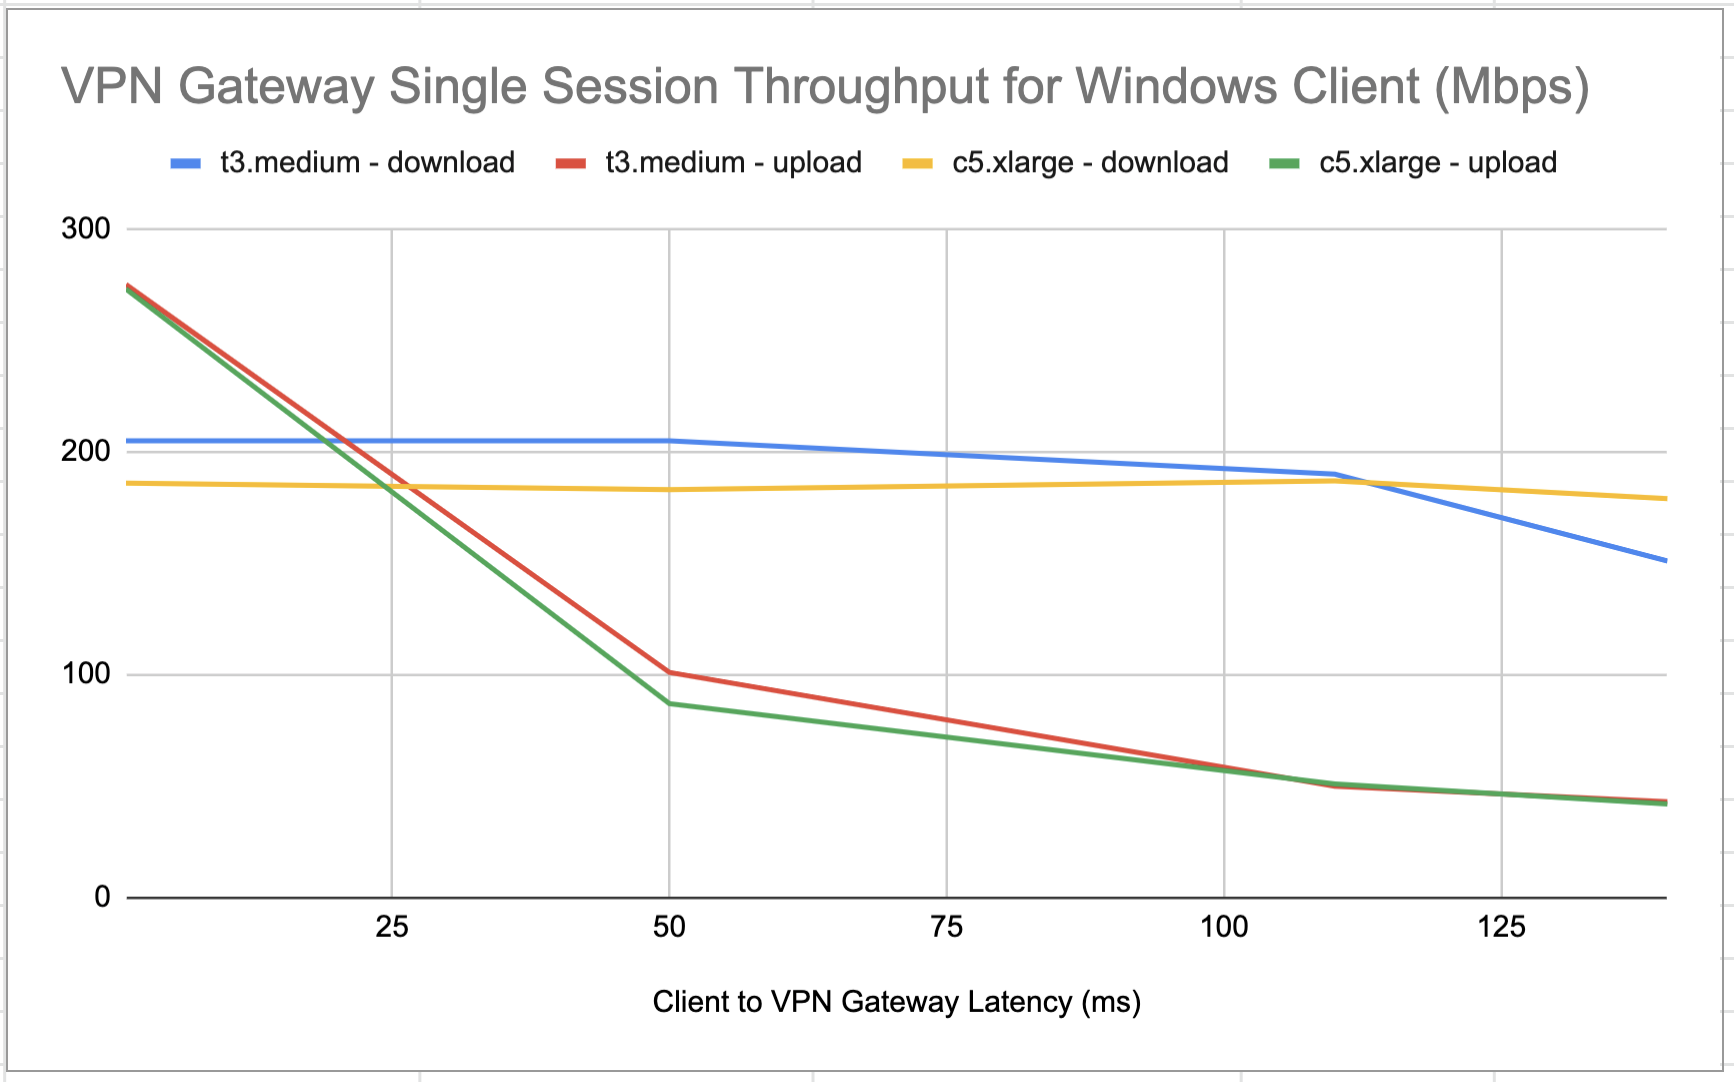 VPN Gateway Single Session Throughput for Windows Client (Mbps)
t3.medium - download t3.medium - upload c5.xlarge - download c5.xlarge - upload
300
200
100
0
25 50 75 100 125
Client to VPN Gateway Latency (ms)